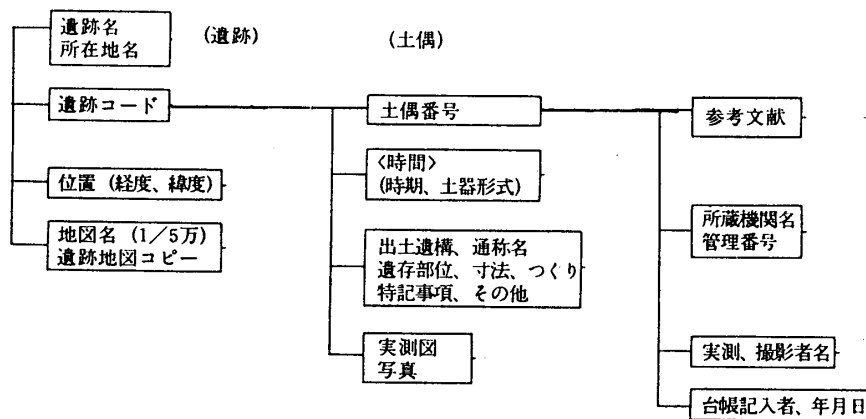 遺跡名
所在地名
(遺跡)
(土偶)
遺跡コード
土偶番号
参考文献
位置 (経度、緯度)
〈時間〉
(時期、土器形式)
所蔵機関名
管理番号
地図名 (1/5万)
遺跡地図コピー
出土遺構、通称名
遺存部位、寸法、つくり
特記事項、その他
実測図
写真
実測、撮影者名
台帳記入者、年月日